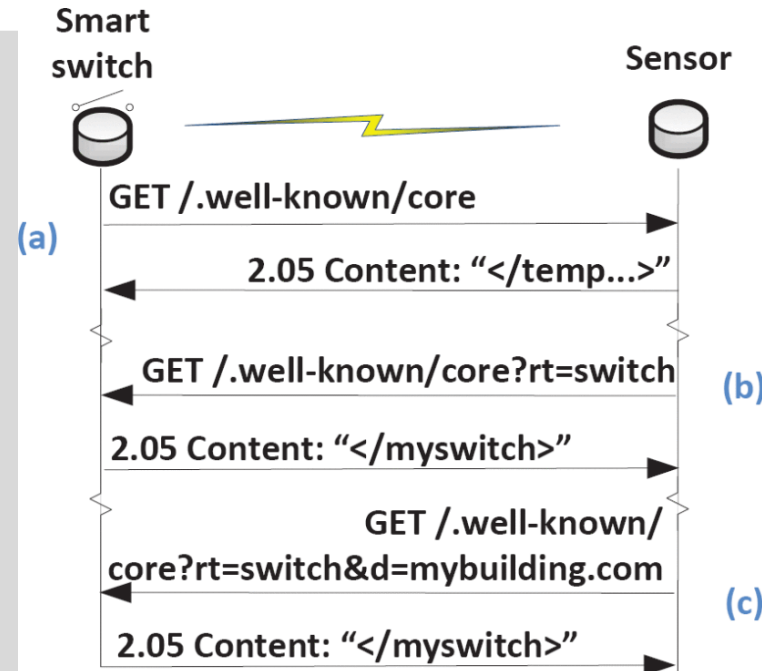 Smart
switch
Sensor
GET /.well-known/core
(a)
2.05 Content: “</temp...>”
GET /.well-known/core?rt=switch
(b)
2.05 Content: “</myswitch>”
GET /.well-known/
core?rt=switch&d=mybuilding.com
(c)
2.05 Content: “</myswitch>”